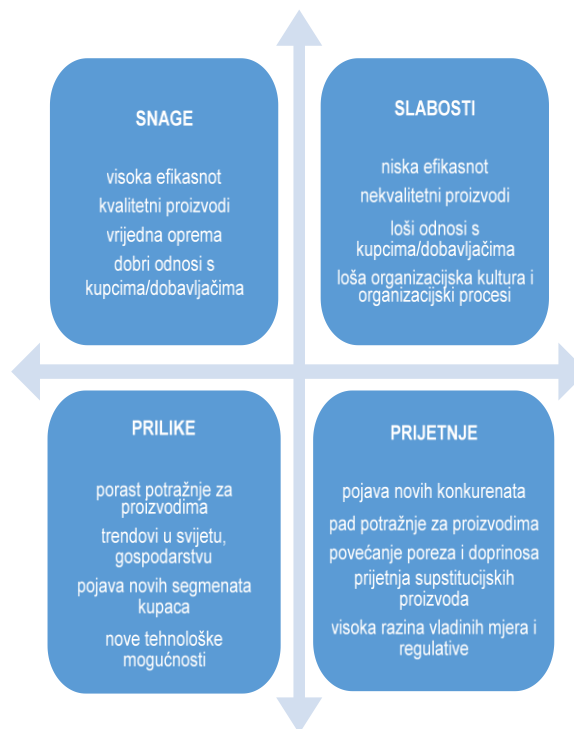 SNAGE
visoka efikasnot
kvalitetni proizvodi
vrijedna oprema
dobri odnosi s
kupcima/dobavljačima
SLABOSTI
niska efikasnot
nekvalitetni proizvodi
loši odnosi s
kupcima/dobavljačima
loša organizacijska kultura i
organizacijski procesi
PRILIKE
porast potražnje za
proizvodima
trendovi u svijetu,
gospodarstvu
pojava novih segmenata
kupaca
nove tehnološke
mogućnosti
PRIJETNJE
pojava novih konkurenata
pad potražnje za proizvodima
povećanje poreza i doprinosa
prijetnja supstitucijskih
proizvoda
visoka razina vladinih mjera i
regulative